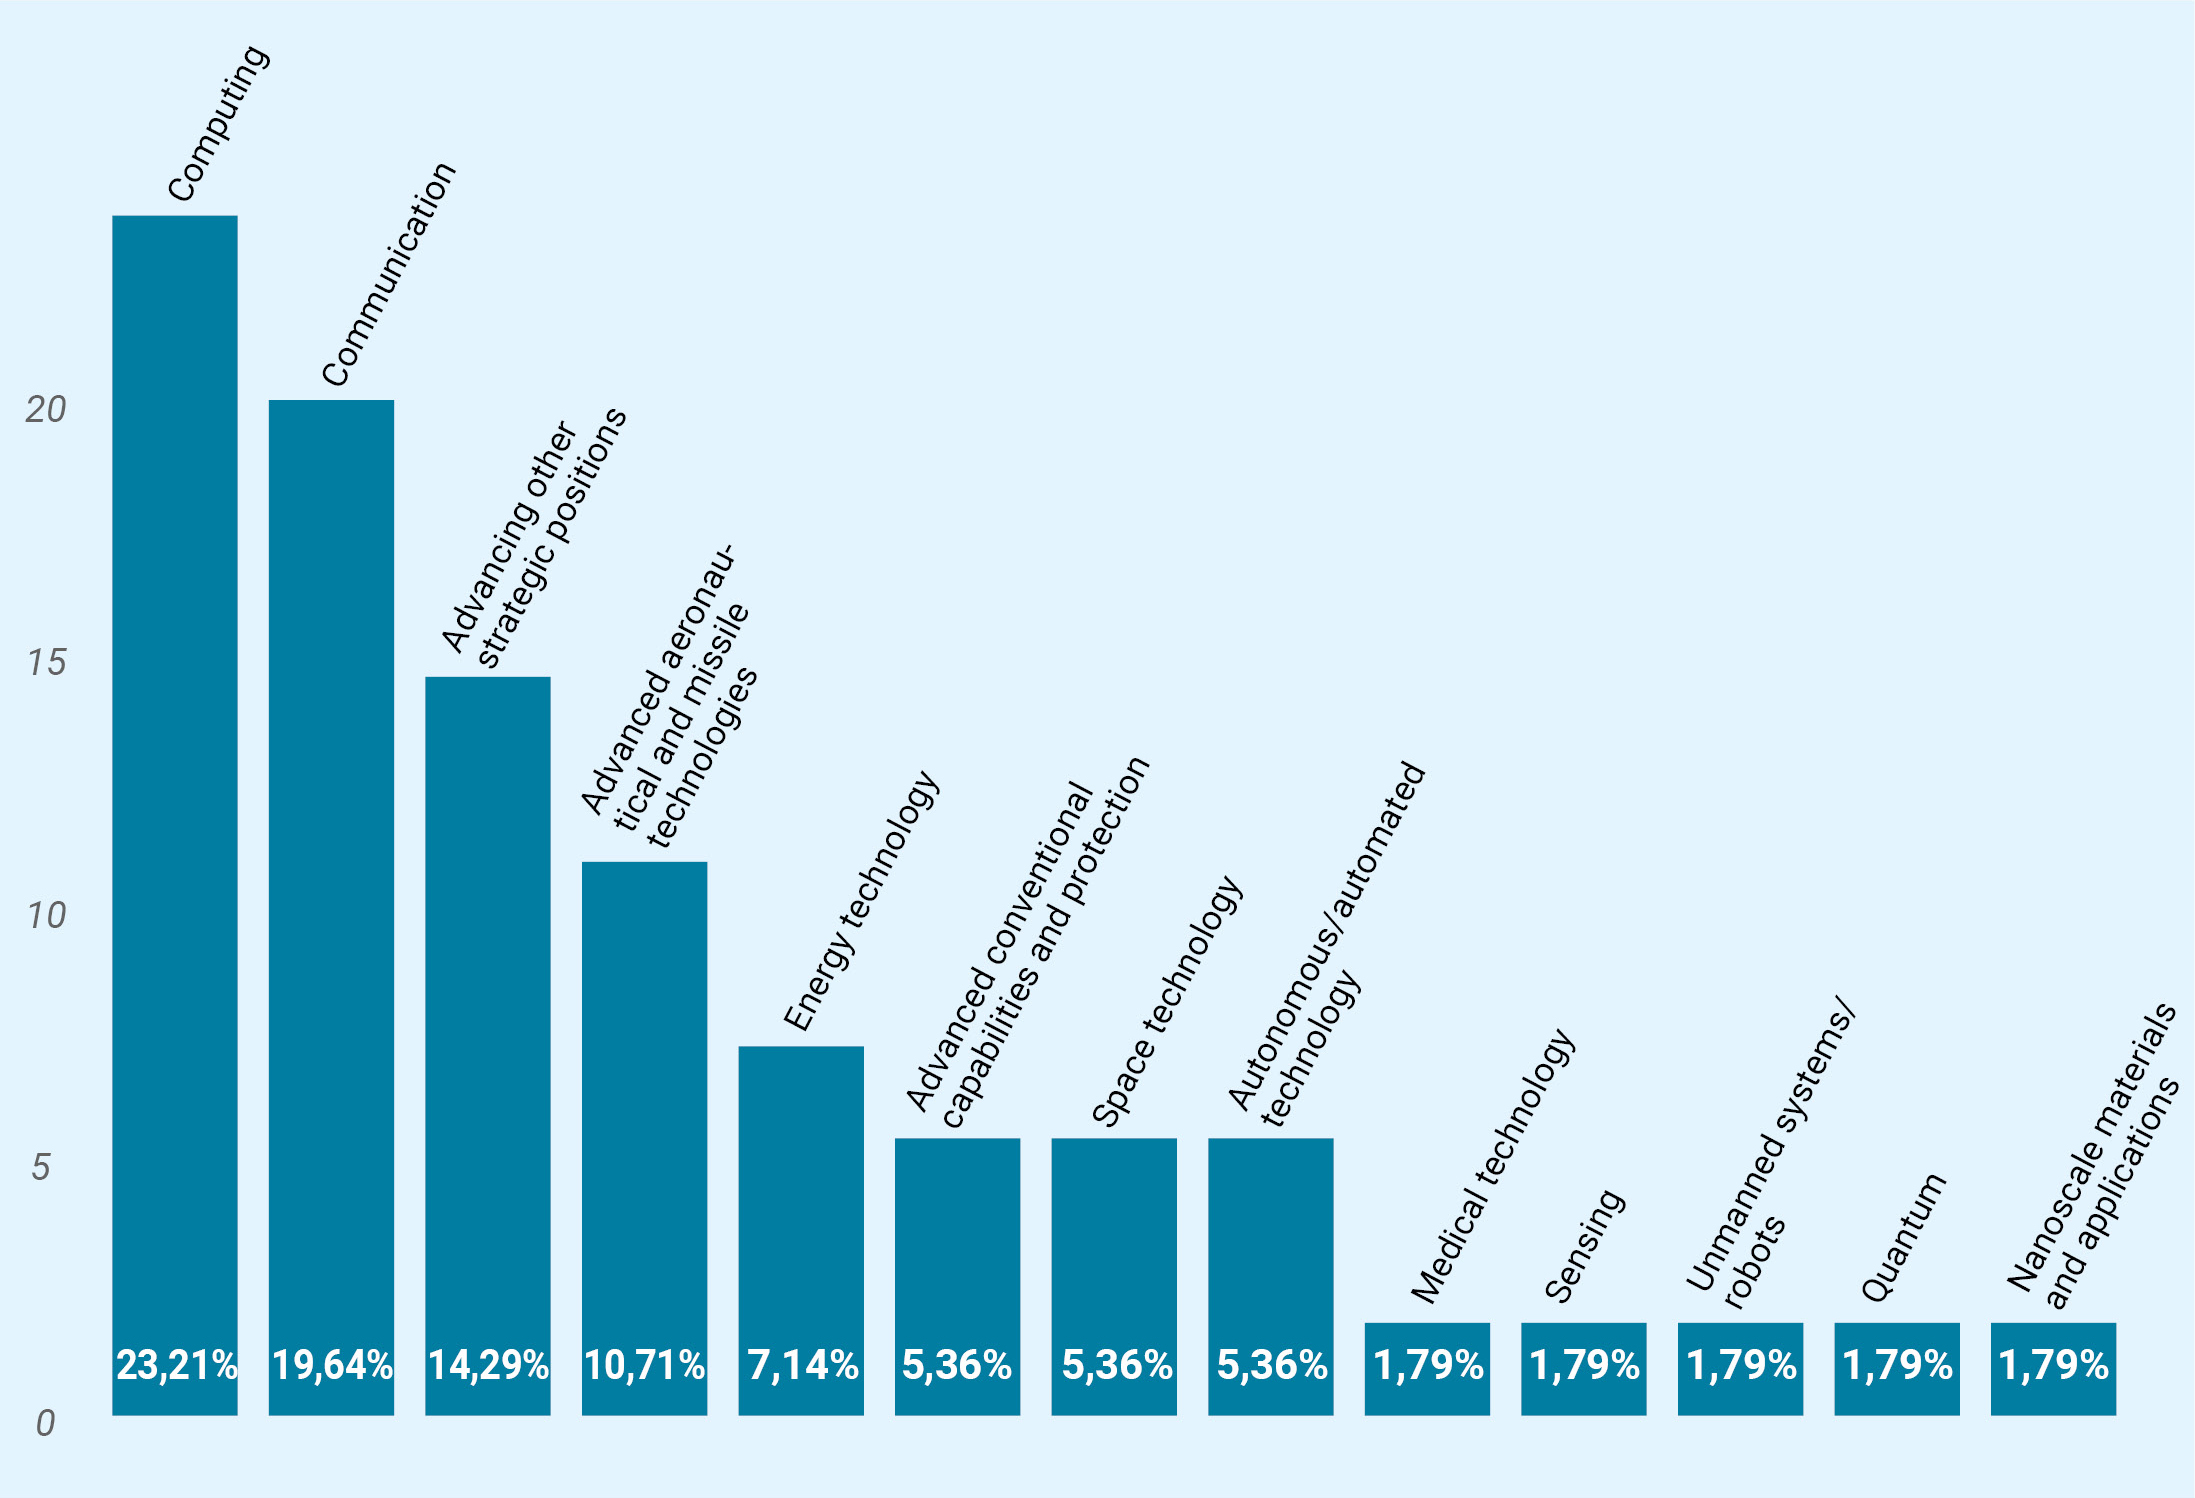 Computing
Communication
Advancing other
strategic positions
Advanced aeronau-
tical and missile
technologies
Energy technology
Advanced conventional
capabilities and protection
Space technology
Autonomous/automated
technology
Medical technology
Sensing
Unmanned systems/
robots
Quantum
Nanoscale materials
and applications
20
15
10
5
0
23,21%
19,64%
14,29%
10,71%
7,14%
5,36%
5,36%
5,36%
1,79%
1,79%
1,79%
1,79%
1,79%